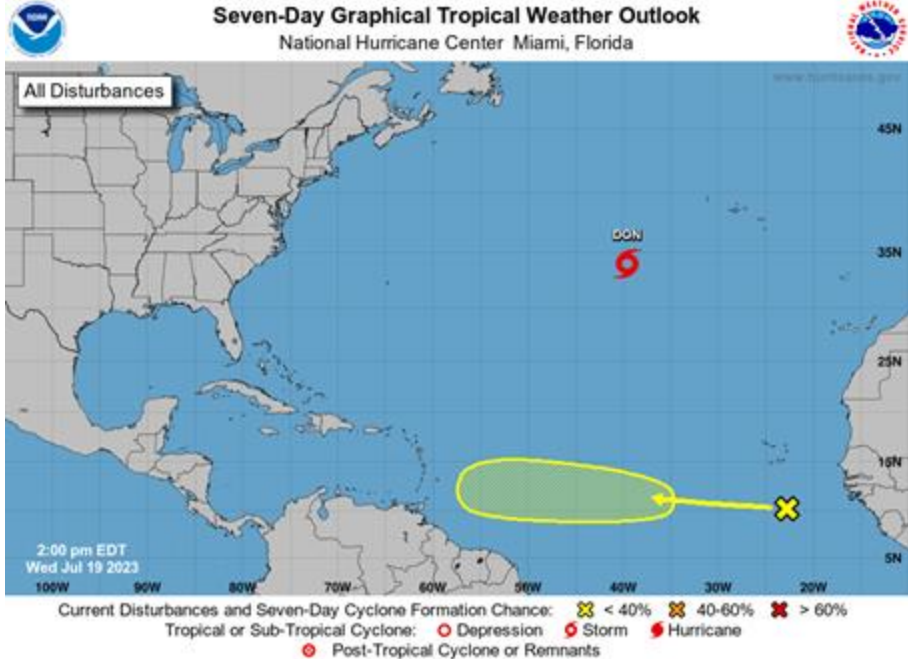 Seven-Day Graphical Tropical Weather Outlook
National Hurricane Center Miami, Florida
All Disturbances
www.hurricanes.gov
45N
DON
35N
25N
15N
5N
2:00 pm EDT
Wed Jul 19 2023
100W 90W 80W 70W 60W 50W 40W 30W 20W
Current Disturbances and Seven-Day Cyclone Formation Chance: < 40% 40-60% > 60%
Tropical or Sub-Tropical Cyclone: Depression Storm Hurricane
Post-Tropical Cyclone or Remnants